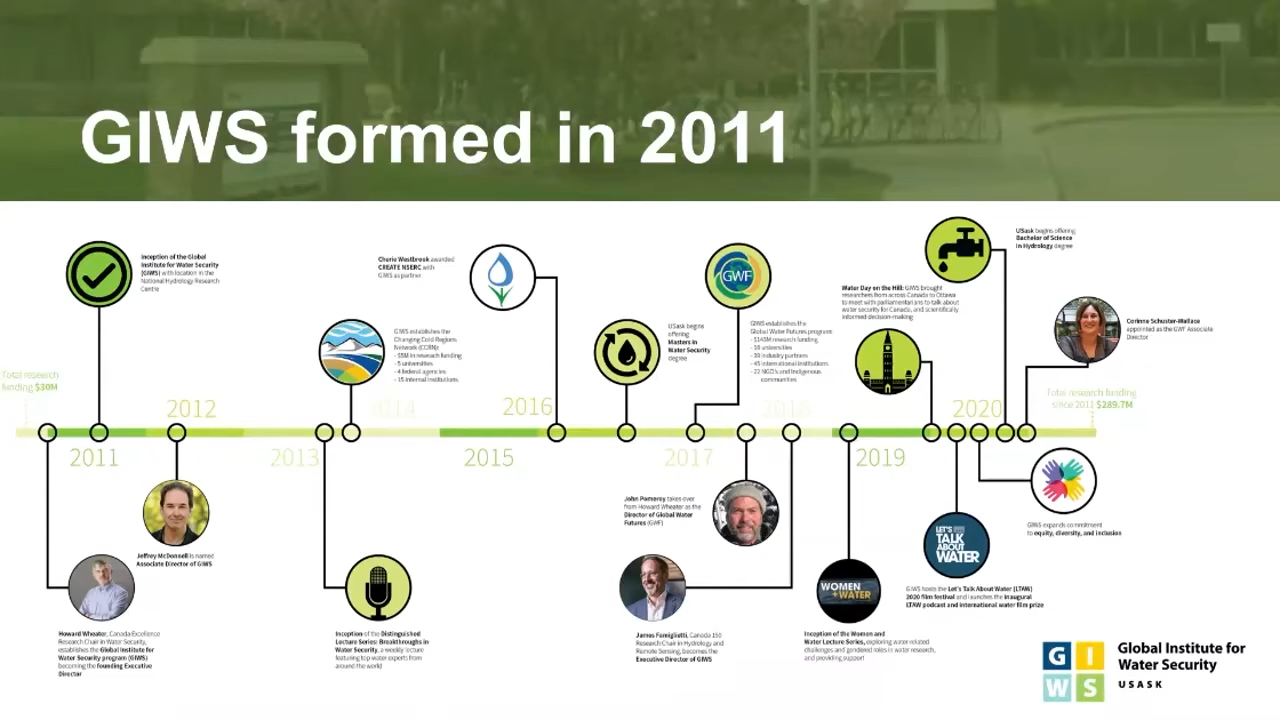 GIWS formed in 2011
Inception of the Global
Institute for Water Security
(GIWS) with location in the
National Hydrology Research
Centre
Cherie Westbrook awarded
CREATE NSERC with
GIWS as partner
GIWS establishes the
Changing Cold Regions
Network (CCRN):
- $5M in research funding
- 5 universities
- 4 federal agencies
- 15 internal institutions
USask begins
offering
Masters in
Water Security
degree
GWF
GIWS establishes the
Global Water Futures program
- $143M research funding
universities
industry partners
- 45 international institutions
- 22 NGO's and Indigenous
communities
Water Day on the Hill: GIWS brought
researchers from across Canada to Ottawa
to meet with parliamentarians to talk about
water security for Canada, and scientifically
informed decision-making
USask begins offering
Bachelor of Science
in Hydrology degree
Corinne Schuster-Wallace
appointed as the GWF Associate
Director
Total research
funding $30M
Total research funding
since 2011 $289.7M
2012
2014
2016
2018
2020
2011
2013
2015
2017
2019
Jeffrey McDonnell is named
Associate Director of GIWS
Howard Wheater, Canada Excellence
Research Chair in Water Security,
establishes the Global Institute for
Water Security program (GIWS)
becoming the founding Executive
Director
Inception of the Distinguished
Lecture Series: Breakthroughs in
Water Security, a weekly lecture
featuring top water experts from
around the world
John Pomeroy takes over
from Howard Wheater as the
Director of Global Water
Futures (GWF)
James Famiglietti, Canada 150
Research Chair in Hydrology and
Remote Sensing, becomes the
Executive Director of GIWS
WOMEN
+WATER
Inception of the Women and
Water Lecture Series, exploring water-related
challenges and gendered roles in water research,
and providing support
LET'S
TALK
ABOUT
WATER
GIWS hosts the Let's Talk About Water (LTAW)
2020 film festival and launches the inaugural
LTAW podcast and international water film prize
GIWS expands commitment
to equity, diversity, and inclusion
G I
W S
Global Institute for
Water Security
USASK